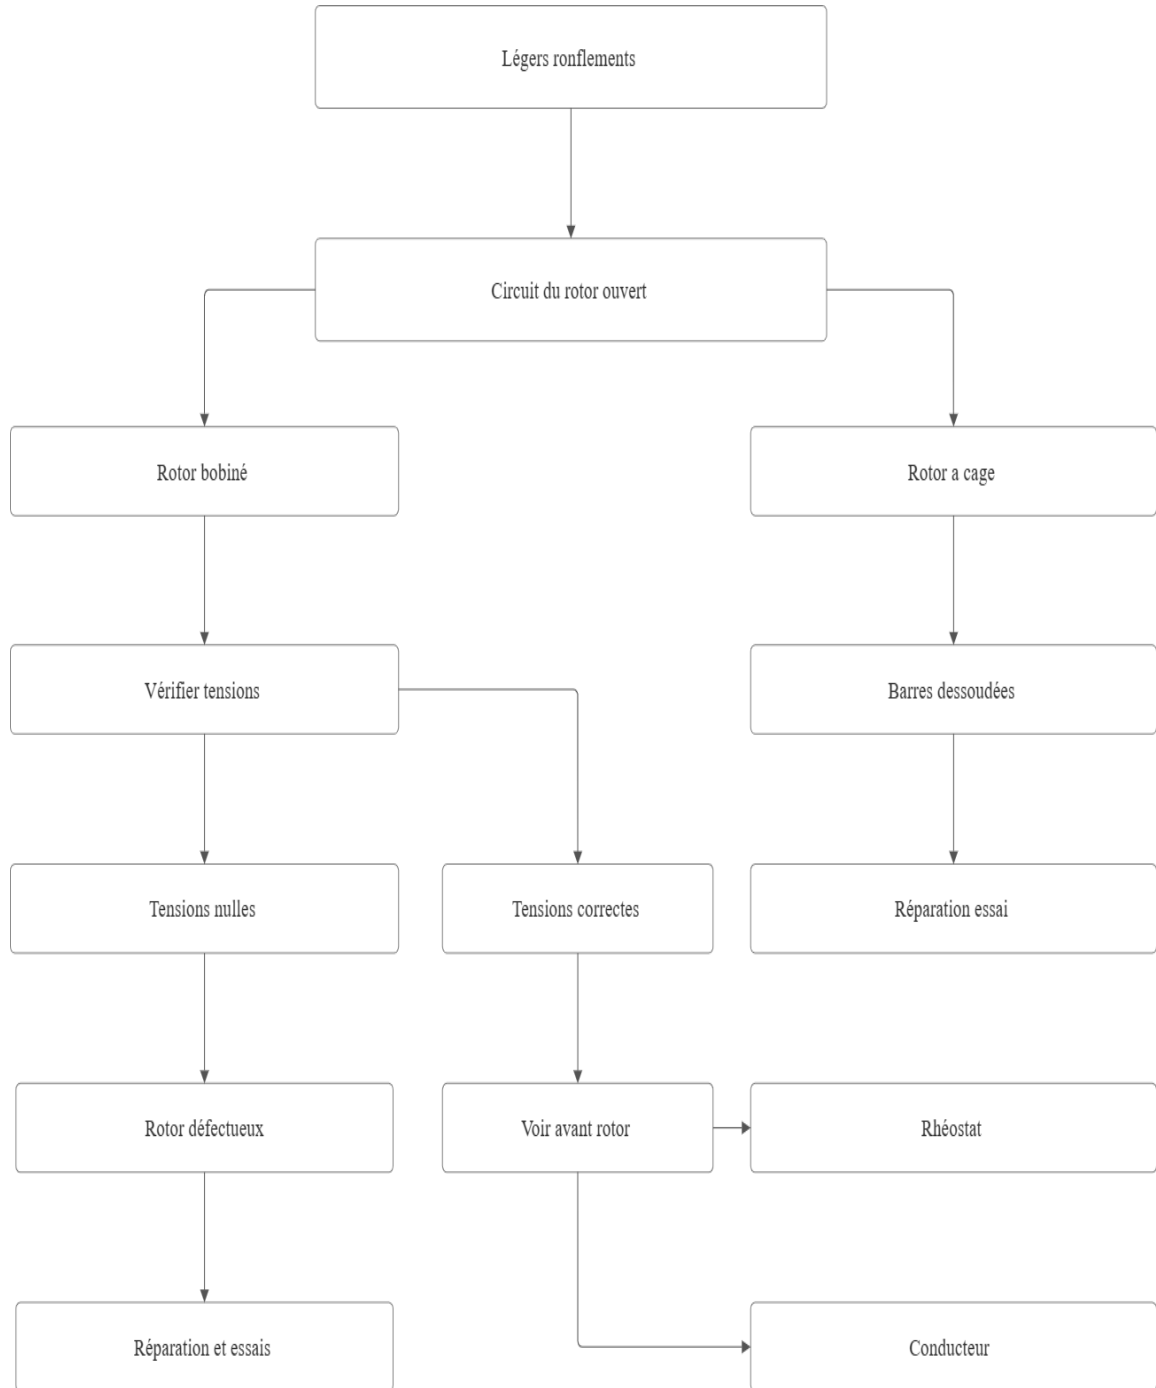 Légers ronflements
Circuit du rotor ouvert
Rotor bobiné
Rotor a cage
Vérifier tensions
Barres dessoudées
Tensions nulles
Tensions correctes
Réparation essai
Rotor défectueux
Voir avant rotor
Rhéostat
Réparation et essais
Conducteur